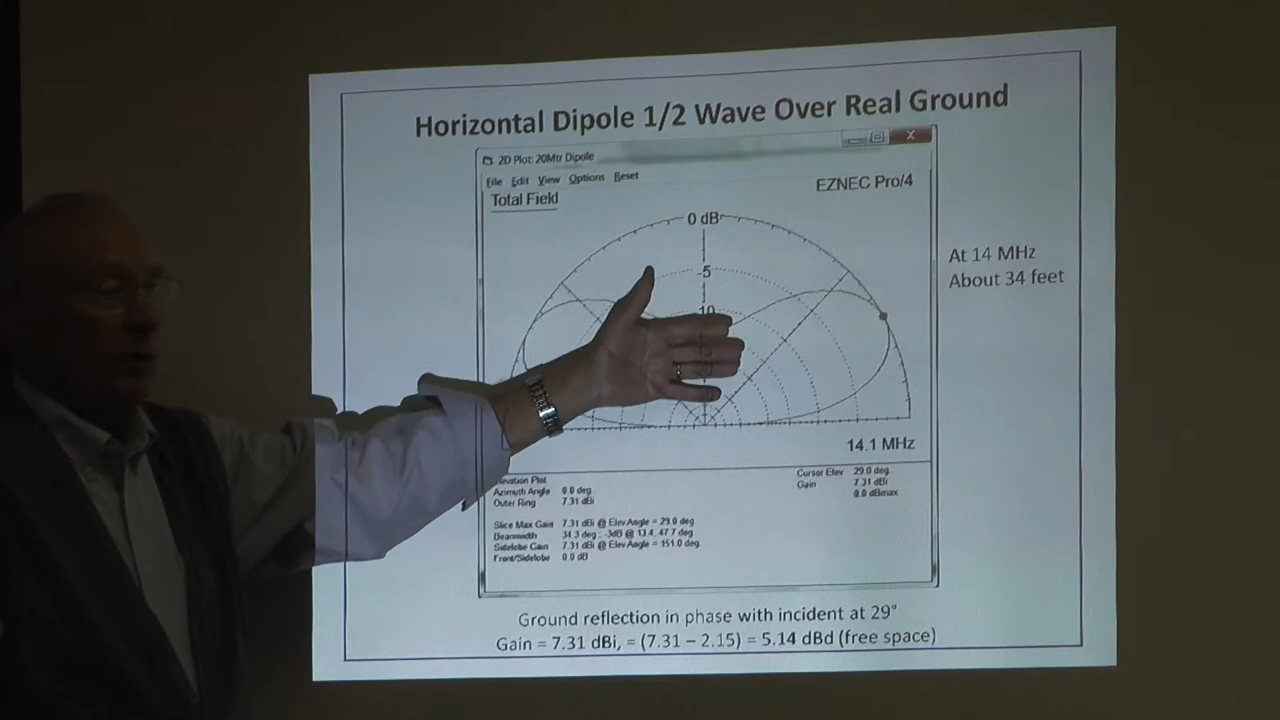 Horizontal Dipole 1/2 Wave Over Real Ground
2D Plot: 20Mtr Dipole
File Edit View Options Reset
Total Field
EZNEC Pro/4
0 dB
-5
10
At 14 MHz
About 34 feet
14.1 MHz
Plot
Azimuth Angle 0.0 deg.
Outer Ring 7.31 dBi
Cursor Elev 29.0 deg.
Gain 7.31 dBi
0.0 dBmax
Slice Max Gain 7.31 dBi @ Elev Angle = 29.0 deg.
Beamwidth 34.3 deg.; -3dB @ 13.4, 47.7 deg.
Sidelobe Gain 7.31 dBi @ Elev Angle = 151.0 deg.
Front/Sidelobe 0.0 dB
Ground reflection in phase with incident at 29°
Gain = 7.31 dBi, = (7.31 – 2.15) = 5.14 dBd (free space)